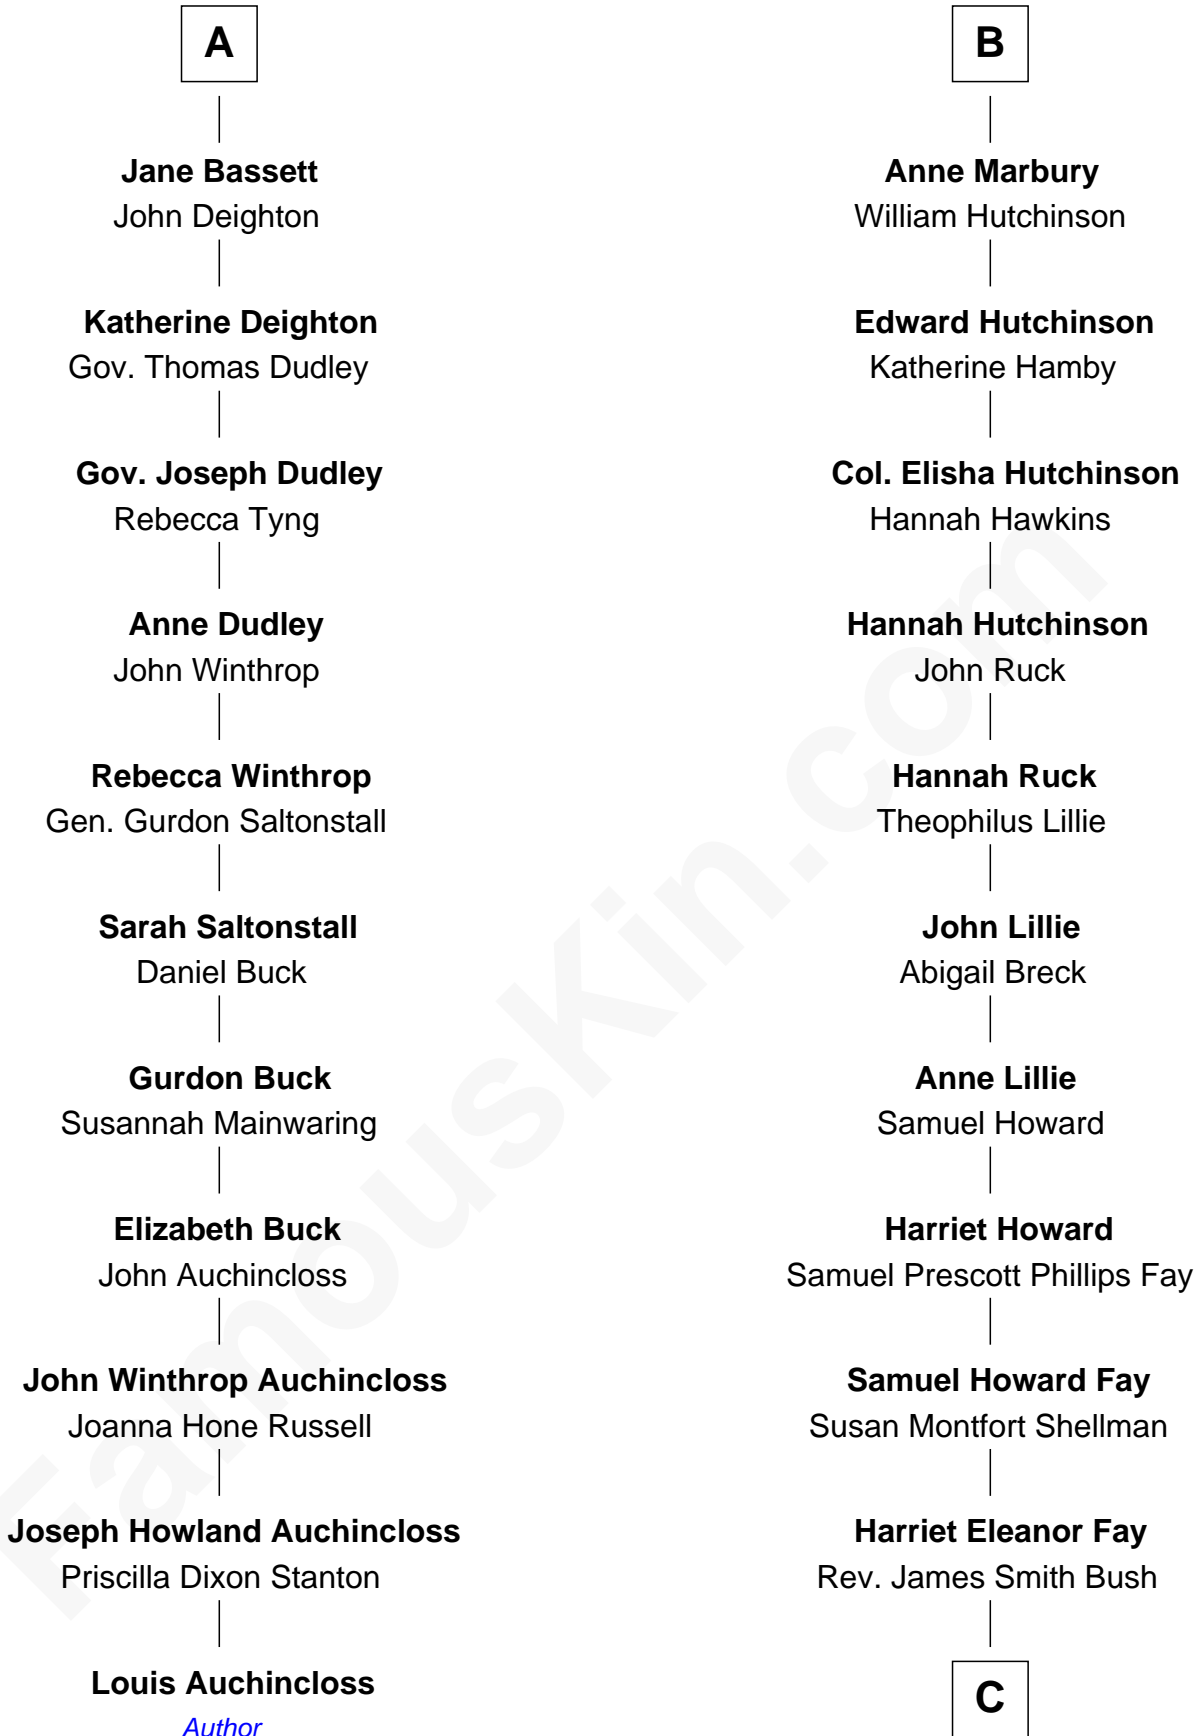 A
Jane Bassett
John Deighton
Katherine Deighton
Gov. Thomas Dudley
Gov. Joseph Dudley
Rebecca Tyng
Anne Dudley
John Winthrop
Rebecca Winthrop
Gen. Gurdon Saltonstall
Sarah Saltonstall
Daniel Buck
Gurdon Buck
Susannah Mainwaring
Elizabeth Buck
John Auchincloss
John Winthrop Auchincloss
Joanna Hone Russell
Joseph Howland Auchincloss
Priscilla Dixon Stanton
Louis Auchincloss
Author
B
Anne Marbury
William Hutchinson
Edward Hutchinson
Katherine Hamby
Col. Elisha Hutchinson
Hannah Hawkins
Hannah Hutchinson
John Ruck
Hannah Ruck
Theophilus Lillie
John Lillie
Abigail Breck
Anne Lillie
Samuel Howard
Harriet Howard
Samuel Prescott Phillips Fay
Samuel Howard Fay
Susan Montfort Shellman
Harriet Eleanor Fay
Rev. James Smith Bush
C
FamousKin.com